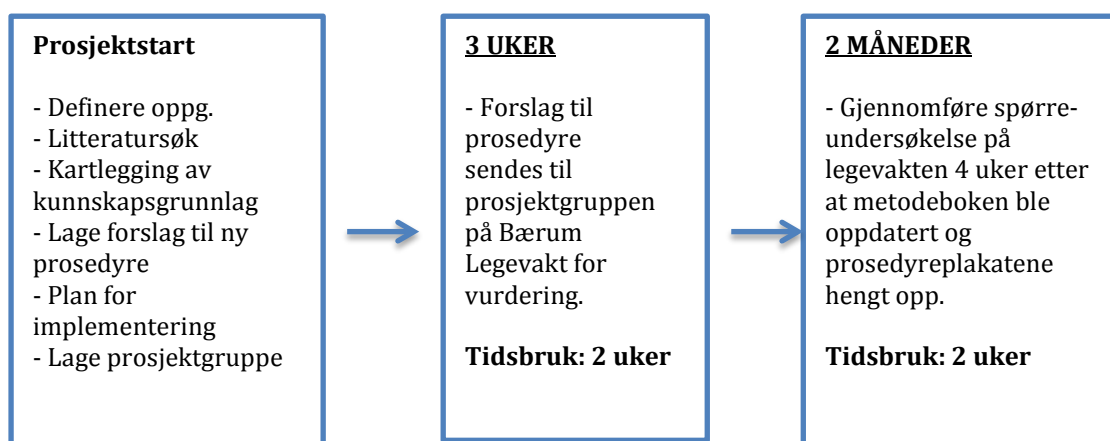 Prosjektstart
- Definere oppg.
- Litteratursøk
- Kartlegging av
kunnskapsgrunnlag
- Lage forslag til ny
prosedyre
- Plan for
implementering
- Lage prosjektgruppe
3 UKER
- Forslag til
prosedyre
sendes til
prosjektgruppen
på Bærum
Legevakt for
vurdering.
Tidsbruk: 2 uker
2 MÅNEDER
- Gjennomføre spørre-
undersøkelse på
legevakten 4 uker etter
at metodeboken ble
oppdatert og
prosedyreplakatene
hengt opp.
Tidsbruk: 2 uker